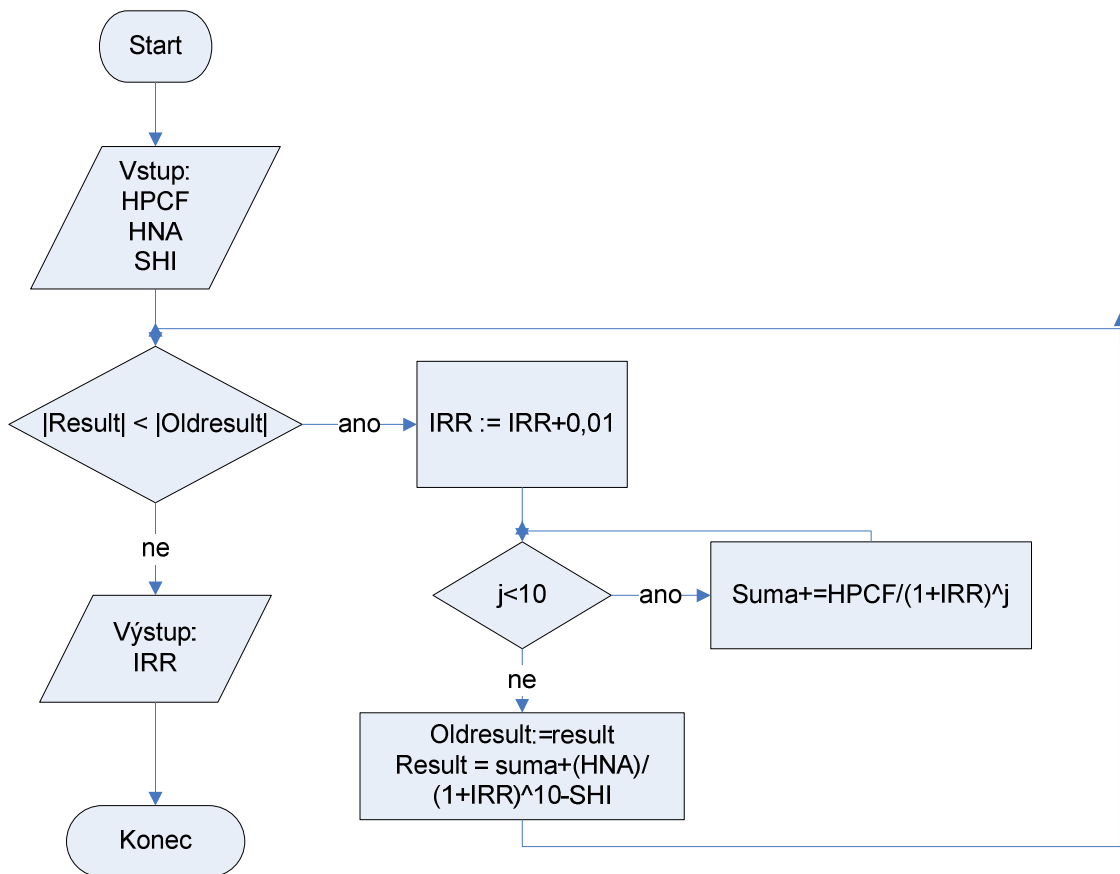 Start
Vstup:
HPCF
HNA
SHI
|Result| < |Oldresult|
ano
IRR := IRR+0,01
ne
j<10
ano
Suma+=HPCF/(1+IRR)^j
Výstup:
IRR
ne
Oldresult:=result
Result = suma+(HNA)/
(1+IRR)^10-SHI
Konec